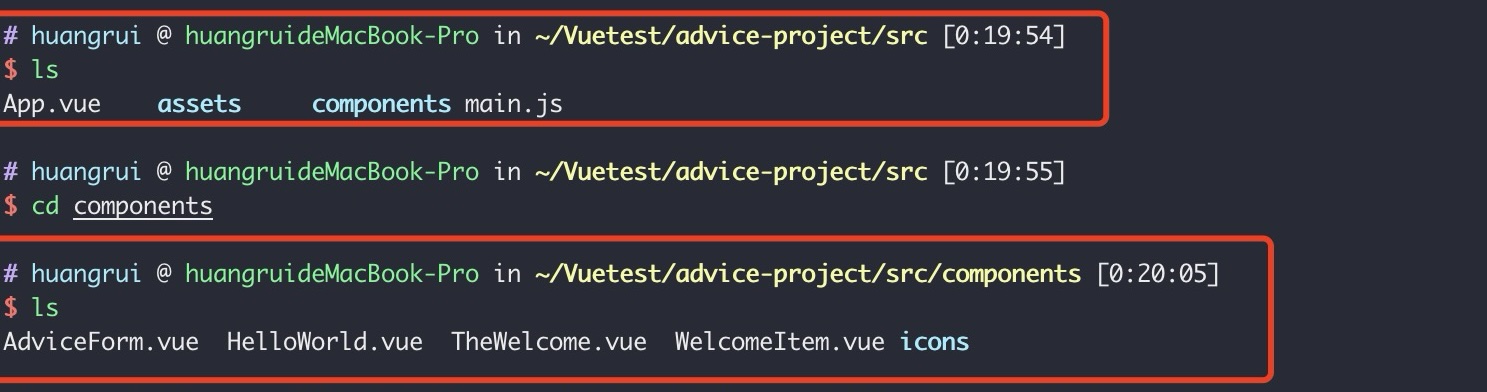 # huangrui @ huangruideMacBook-Pro in ~/Vuetest/advice-project/src [0:19:54]
$ ls
App.vue    assets     components main.js
# huangrui @ huangruideMacBook-Pro in ~/Vuetest/advice-project/src [0:19:55]
$ cd components
# huangrui @ huangruideMacBook-Pro in ~/Vuetest/advice-project/src/components [0:20:05]
$ ls
AdviceForm.vue  HelloWorld.vue  TheWelcome.vue  WelcomeItem.vue icons